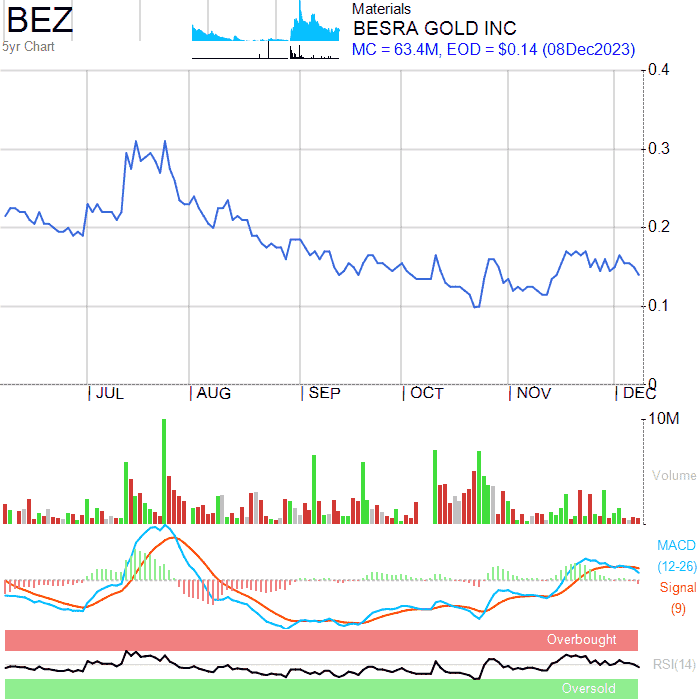 BEZ
5yr Chart
Materials
BESRA GOLD INC
MC = 63.4M, EOD = $0.14 (08Dec2023)
0.4
0.3
0.2
0.1
0
JUL AUG SEP OCT NOV DEC
10M
Volume
MACD
(12-26)
Signal
(9)
Overbought
RSI(14)
Oversold